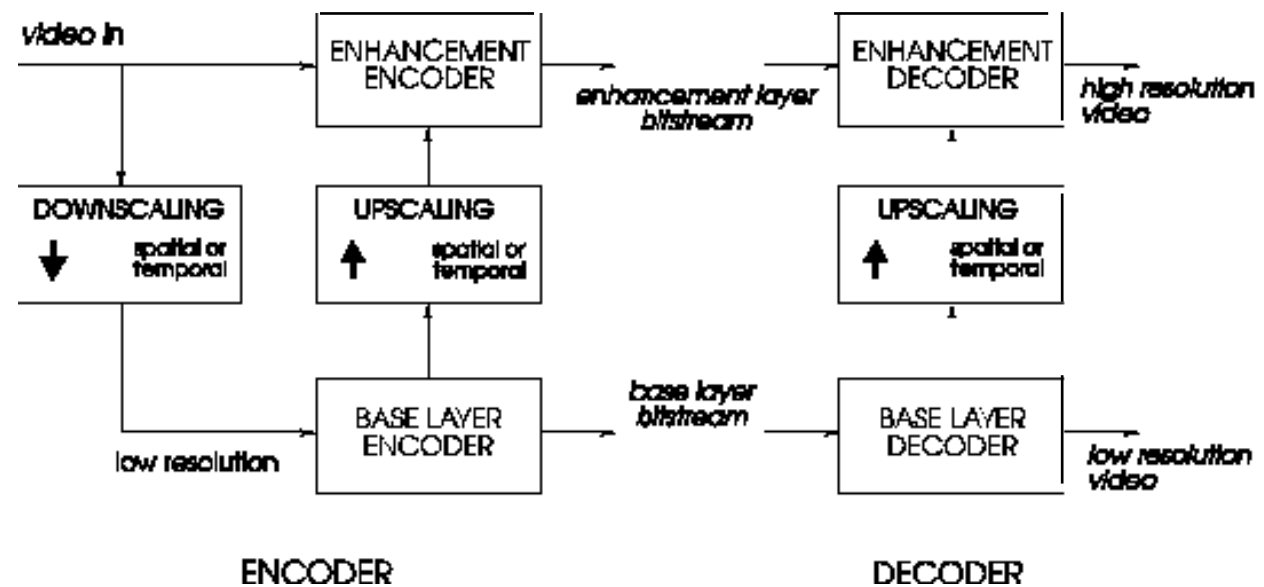 video in
ENHANCEMENT
ENCODER
enhancement layer
bitstream
ENHANCEMENT
DECODER
high resolution
video
DOWNSCALING
spatial or
temporal
UPSCALING
spatial or
temporal
UPSCALING
spatial or
temporal
low resolution
BASE LAYER
ENCODER
base layer
bitstream
BASE LAYER
DECODER
low resolution
video
ENCODER
DECODER